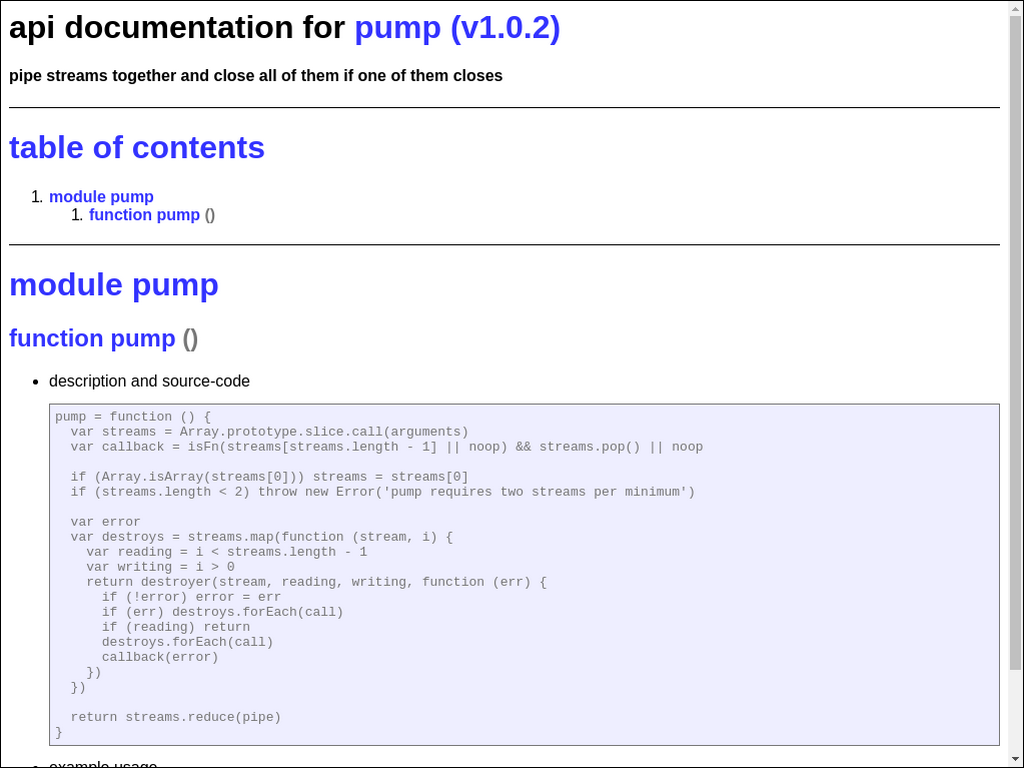 api documentation for pump (v1.0.2)
pipe streams together and close all of them if one of them closes
table of contents
1. module pump
1. function pump ()
module pump
function pump ()
• description and source-code
pump = function () {
  var streams = Array.prototype.slice.call(arguments)
  var callback = isFn(streams[streams.length - 1] || noop) && streams.pop() || noop

  if (Array.isArray(streams[0])) streams = streams[0]
  if (streams.length < 2) throw new Error('pump requires two streams per minimum')

  var error
  var destroys = streams.map(function (stream, i) {
    var reading = i < streams.length - 1
    var writing = i > 0
    return destroyer(stream, reading, writing, function (err) {
      if (!error) error = err
      if (err) destroys.forEach(call)
      if (reading) return
      destroys.forEach(call)
      callback(error)
    })
  })

  return streams.reduce(pipe)
}
• example usage